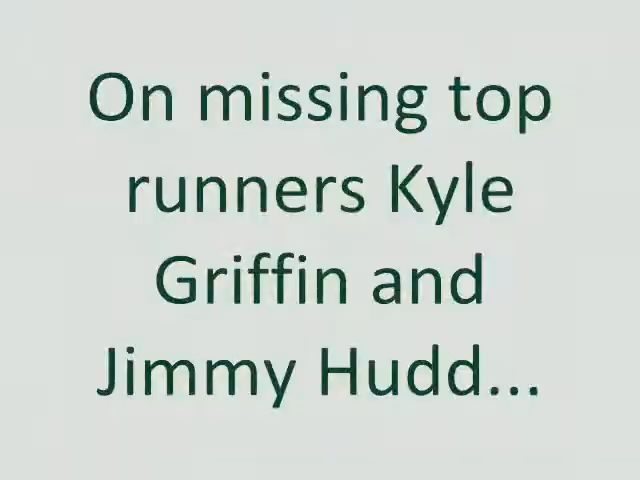 On missing top
runners Kyle
Griffin and
Jimmy Hudd...